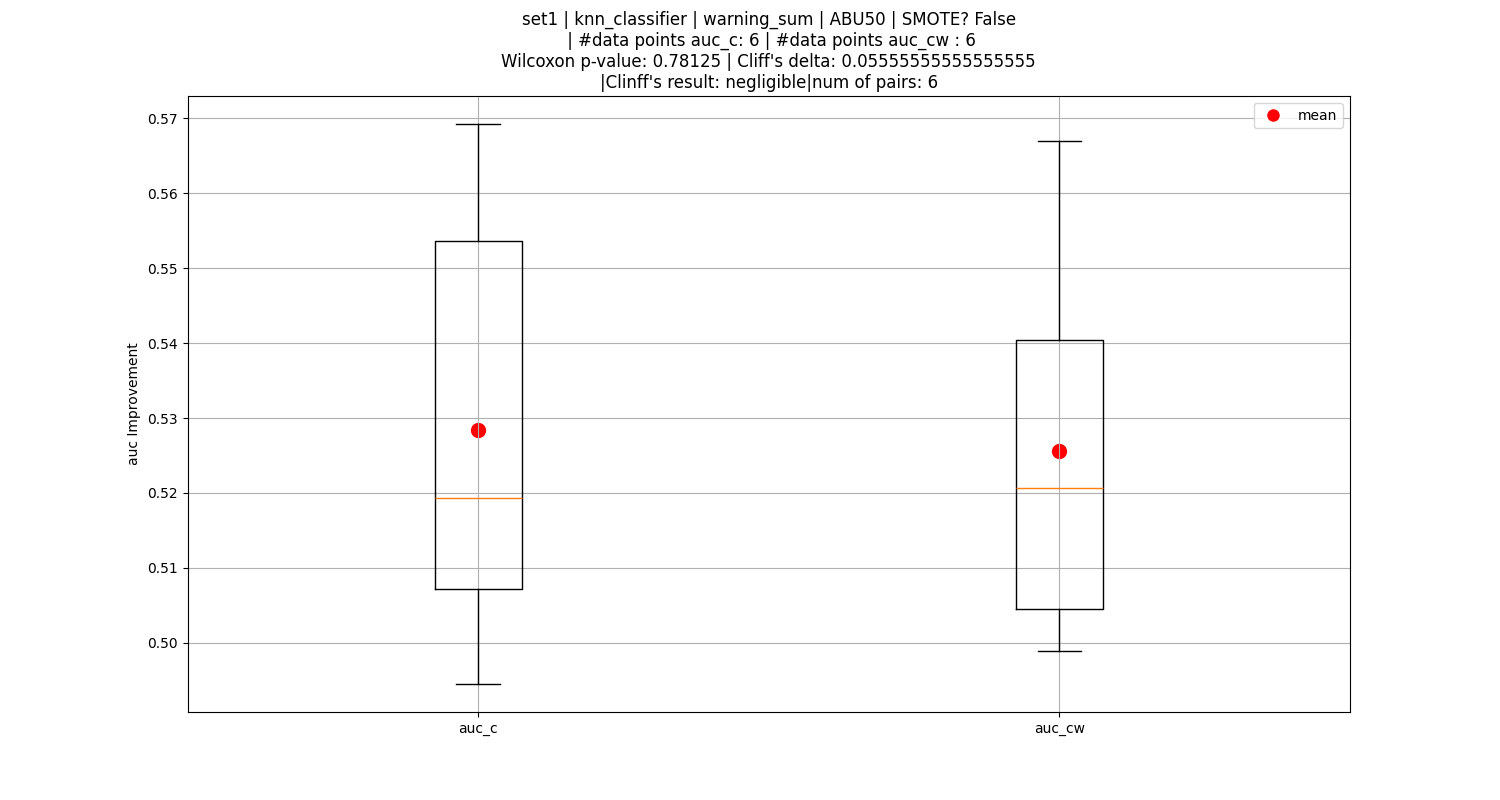 set1 | knn_classifier | warning_sum | ABU50 | SMOTE? False
| #data points auc_c: 6 | #data points auc_cw : 6
Wilcoxon p-value: 0.78125 | Cliff's delta: 0.05555555555555555
|Clinff's result: negligible|num of pairs: 6
mean
0.57
0.56
0.55
0.54
0.53
0.52
0.51
0.50
auc Improvement
auc_c
auc_cw